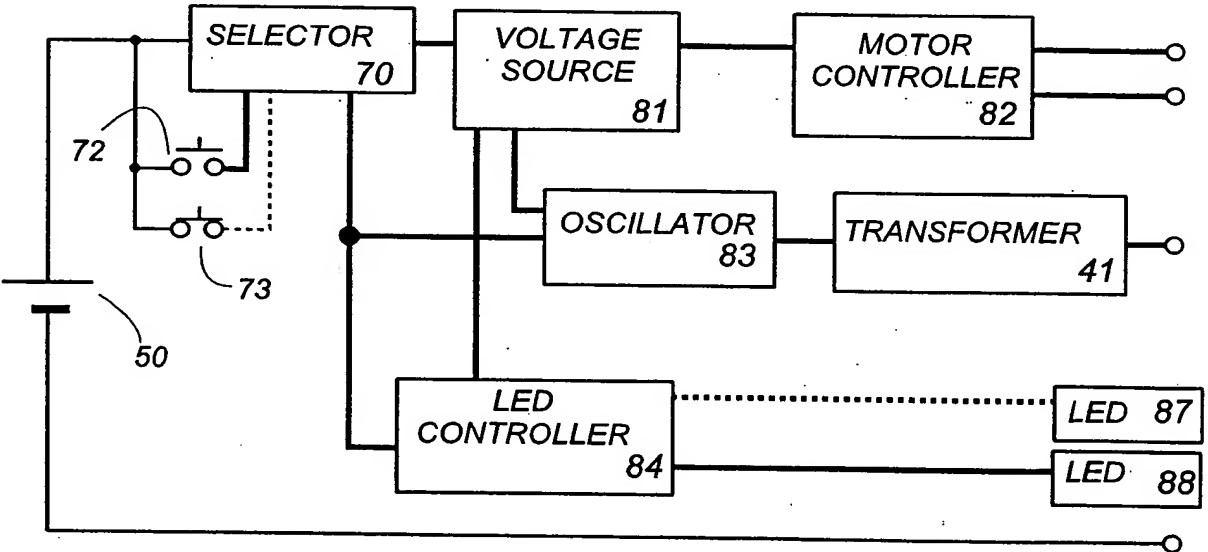 SELECTOR
70
VOLTAGE
SOURCE
81
MOTOR
CONTROLLER
82
72
OSCILLATOR
83
TRANSFORMER
41
73
50
LED
CONTROLLER
84
LED 87
LED 88